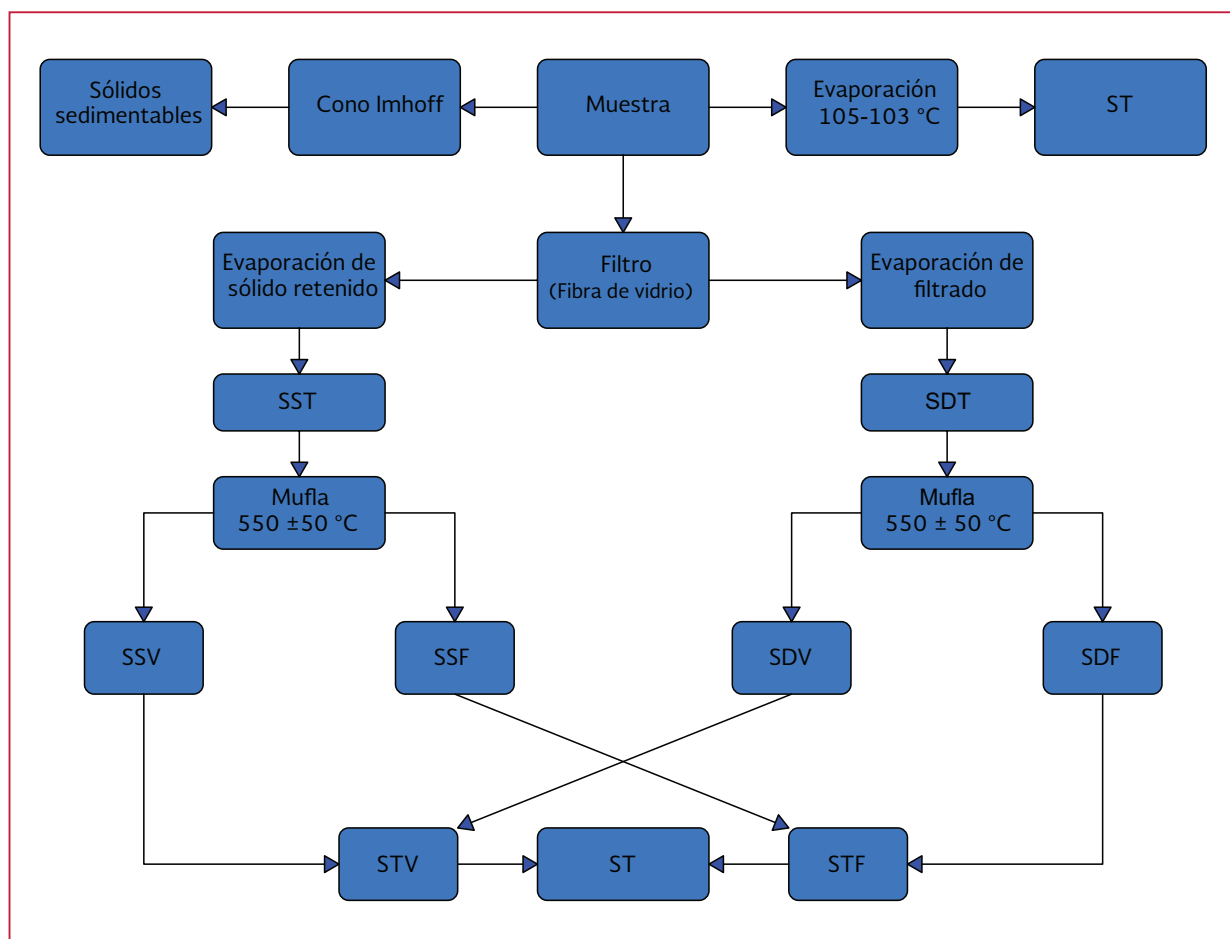 Sólidos
sedimentables
Cono Imhoff
Muestra
Evaporación
105-103 °C
ST
Evaporación de
sólido retenido
Filtro
(Fibra de vidrio)
Evaporación de
filtrado
SST
SDT
Mufla
550 ±50 °C
Mufla
550 ± 50 °C
SSV
SSF
SDV
SDF
STV
ST
STF